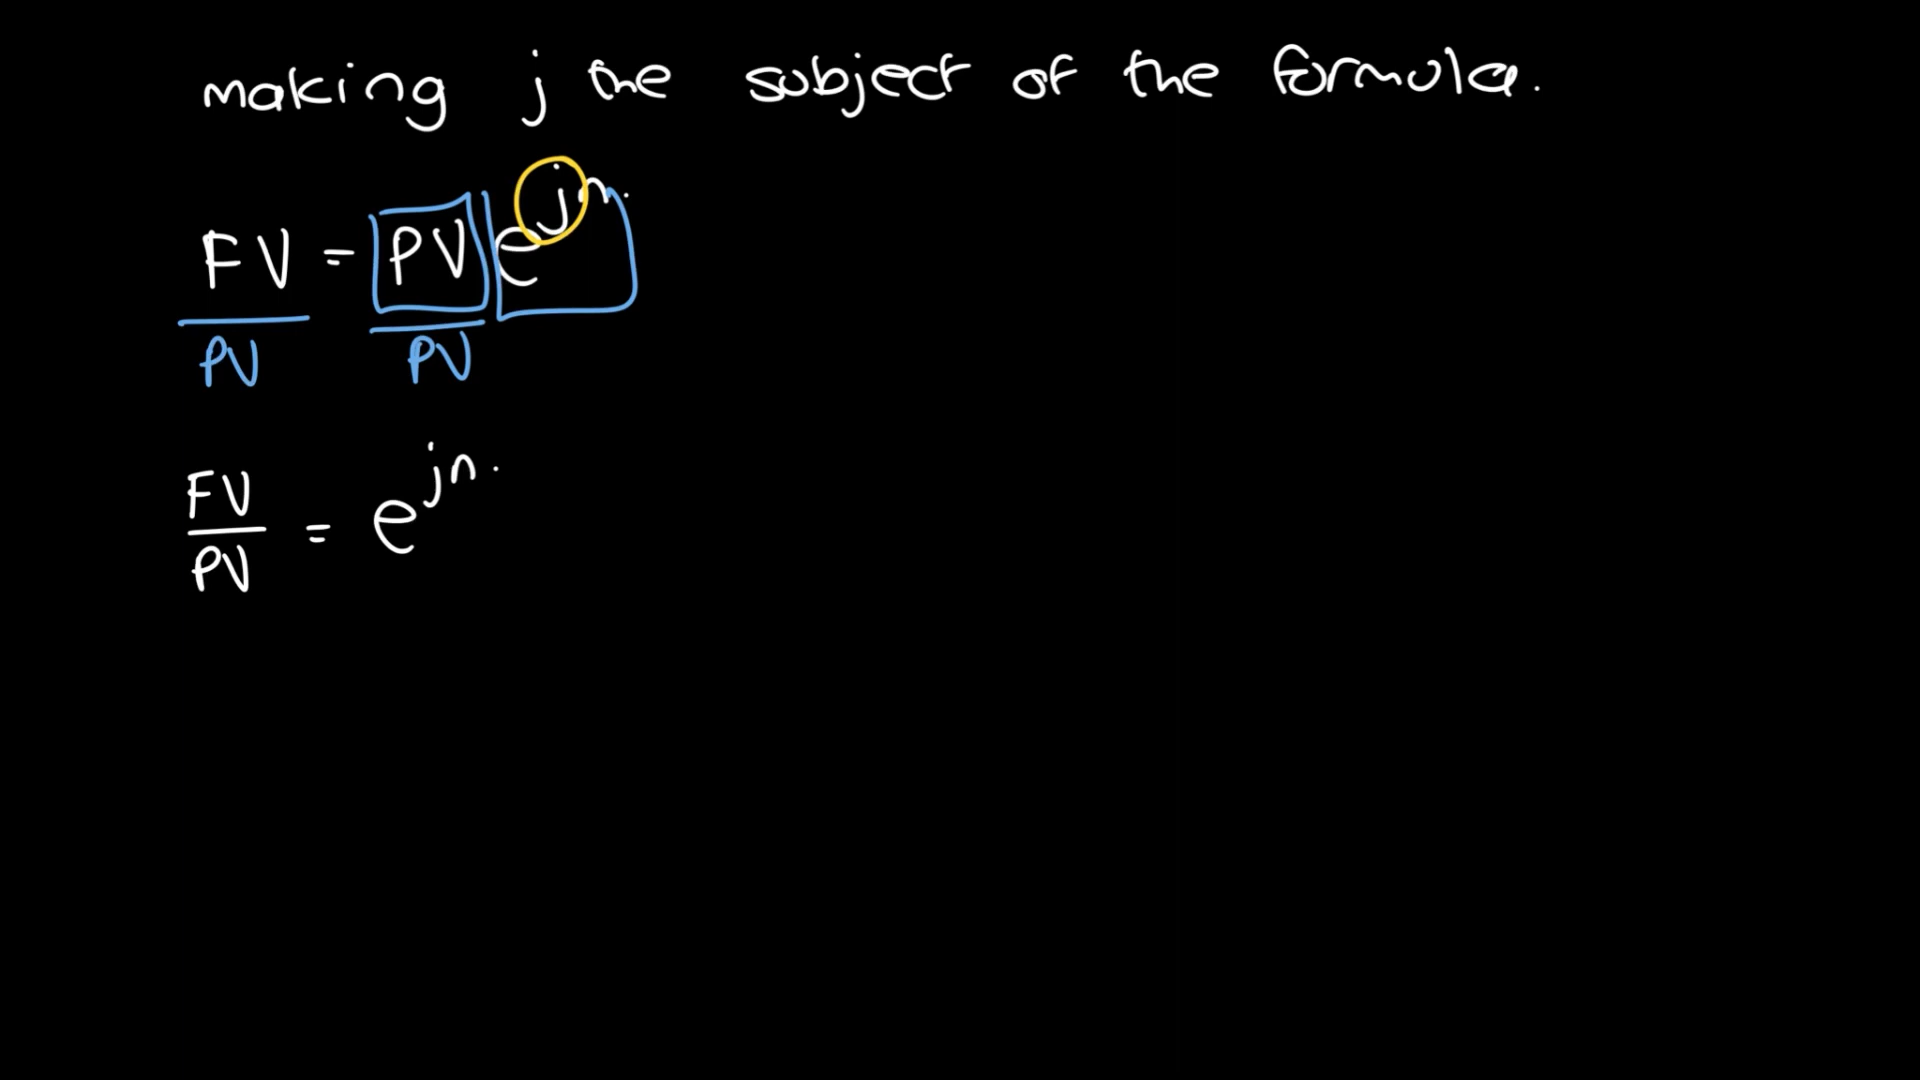 making j the subject of the formula.
FV = PV e^jn.
PV PV
FV/PV = e^jn.